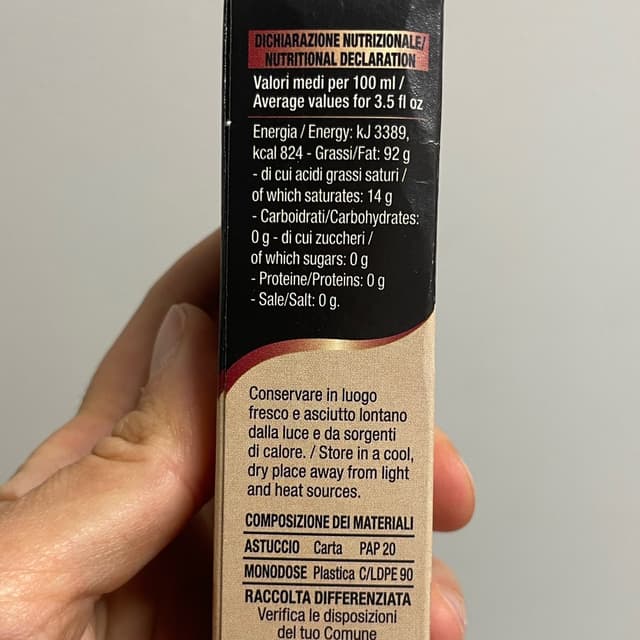 DICHIARAZIONE NUTRIZIONALE/
NUTRITIONAL DECLARATION
Valori medi per 100 ml /
Average values for 3.5 fl oz
Energia / Energy: kJ 3389,
kcal 824 - Grassi/Fat: 92 g
- di cui acidi grassi saturi /
of which saturates: 14 g
- Carboidrati/Carbohydrates:
0 g - di cui zuccheri /
of which sugars: 0 g
- Proteine/Proteins: 0 g
- Sale/Salt: 0 g.
Conservare in luogo
fresco e asciutto lontano
dalla luce e da sorgenti
di calore. / Store in a cool,
dry place away from light
and heat sources.
COMPOSIZIONE DEI MATERIALI
ASTUCCIO Carta PAP 20
MONODOSE Plastica C/LDPE 90
RACCOLTA DIFFERENZIATA
Verifica le disposizioni
del tuo Comune